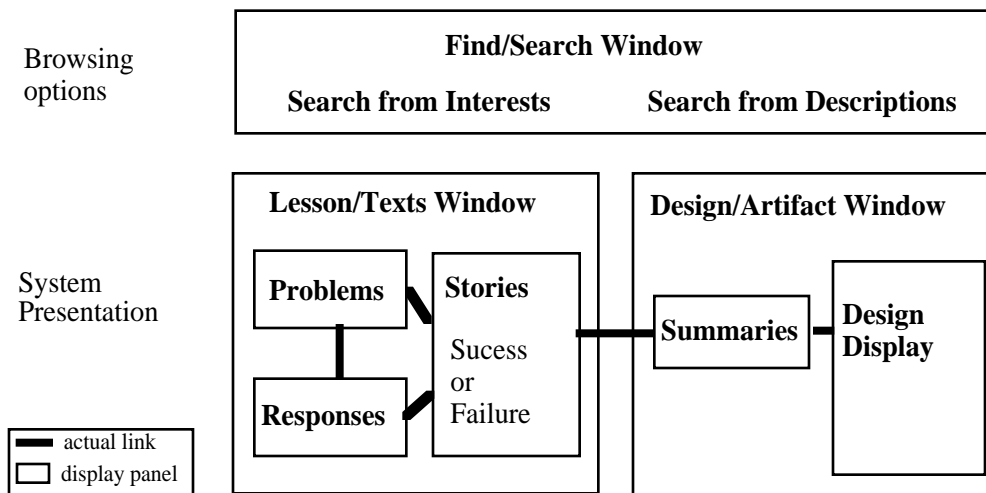 Browsing
options
Find/Search Window
Search from Interests
Search from Descriptions
System
Presentation
Lesson/Texts Window
Problems
Responses
Stories
Sucess
or
Failure
Design/Artifact Window
Summaries
Design
Display
actual link
display panel